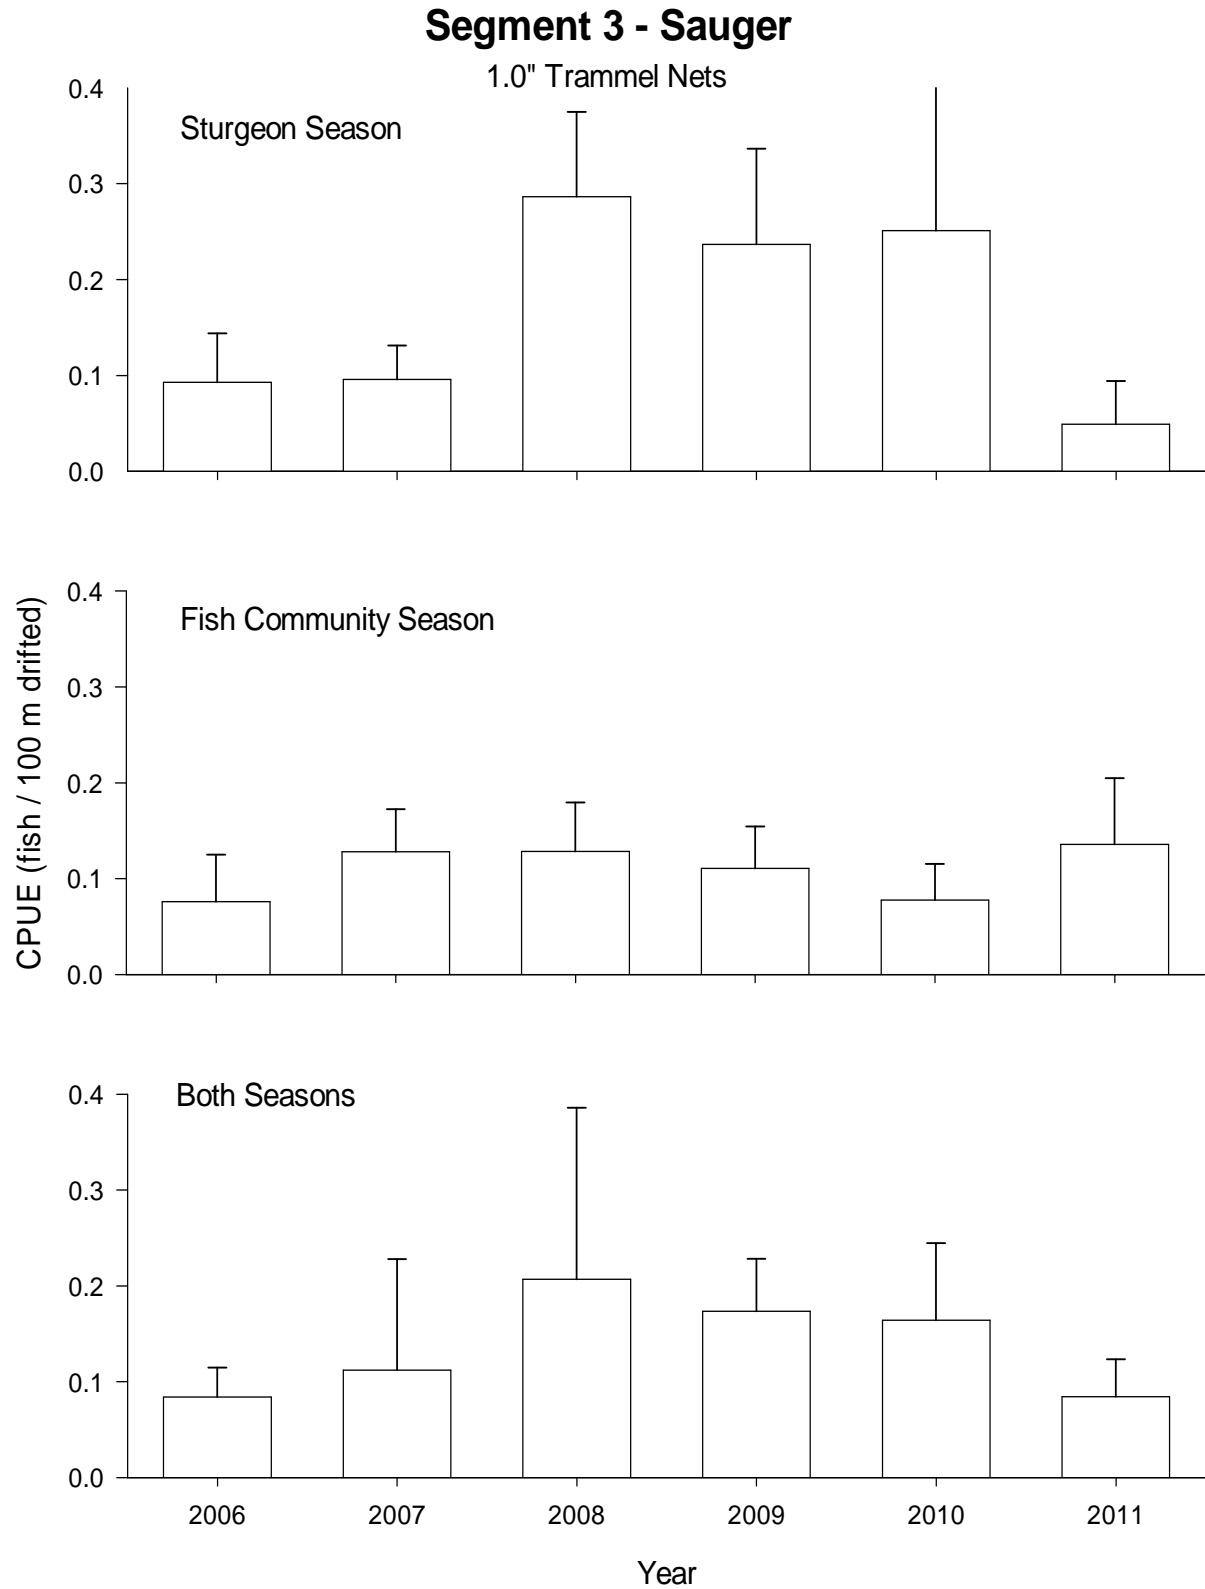 Segment 3 - Sauger
1.0" Trammel Nets
Sturgeon Season
0.4
0.3
0.2
0.1
0.0
Fish Community Season
0.4
0.3
0.2
0.1
0.0
CPUE (fish / 100 m drifted)
Both Seasons
0.4
0.3
0.2
0.1
0.0
2006 2007 2008 2009 2010 2011
Year